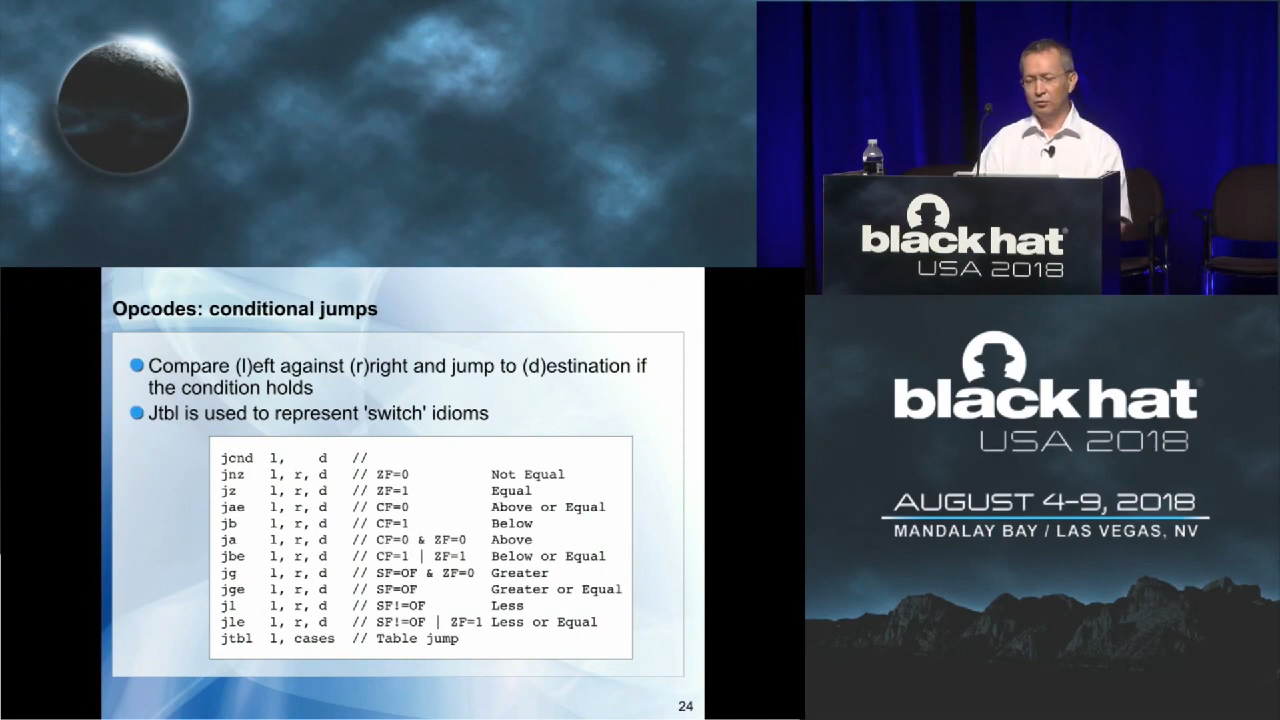 black hat
USA 2018
Opcodes: conditional jumps
Compare (l)eft against (r)right and jump to (d)estination if
the condition holds
Jtbl is used to represent 'switch' idioms
jcnd l, d //
jnz l, r, d // ZF=0 Not Equal
jz l, r, d // ZF=1 Equal
jae l, r, d // CF=0 Above or Equal
jb l, r, d // CF=1 Below
ja l, r, d // CF=0 & ZF=0 Above
jbe l, r, d // CF=1 | ZF=1 Below or Equal
jg l, r, d // SF=OF & ZF=0 Greater
jge l, r, d // SF=OF Greater or Equal
jl l, r, d // SF!=OF Less
jle l, r, d // SF!=OF | ZF=1 Less or Equal
jtbl l, cases // Table jump
24
black hat
USA 2018
AUGUST 4-9, 2018
MANDALAY BAY / LAS VEGAS, NV